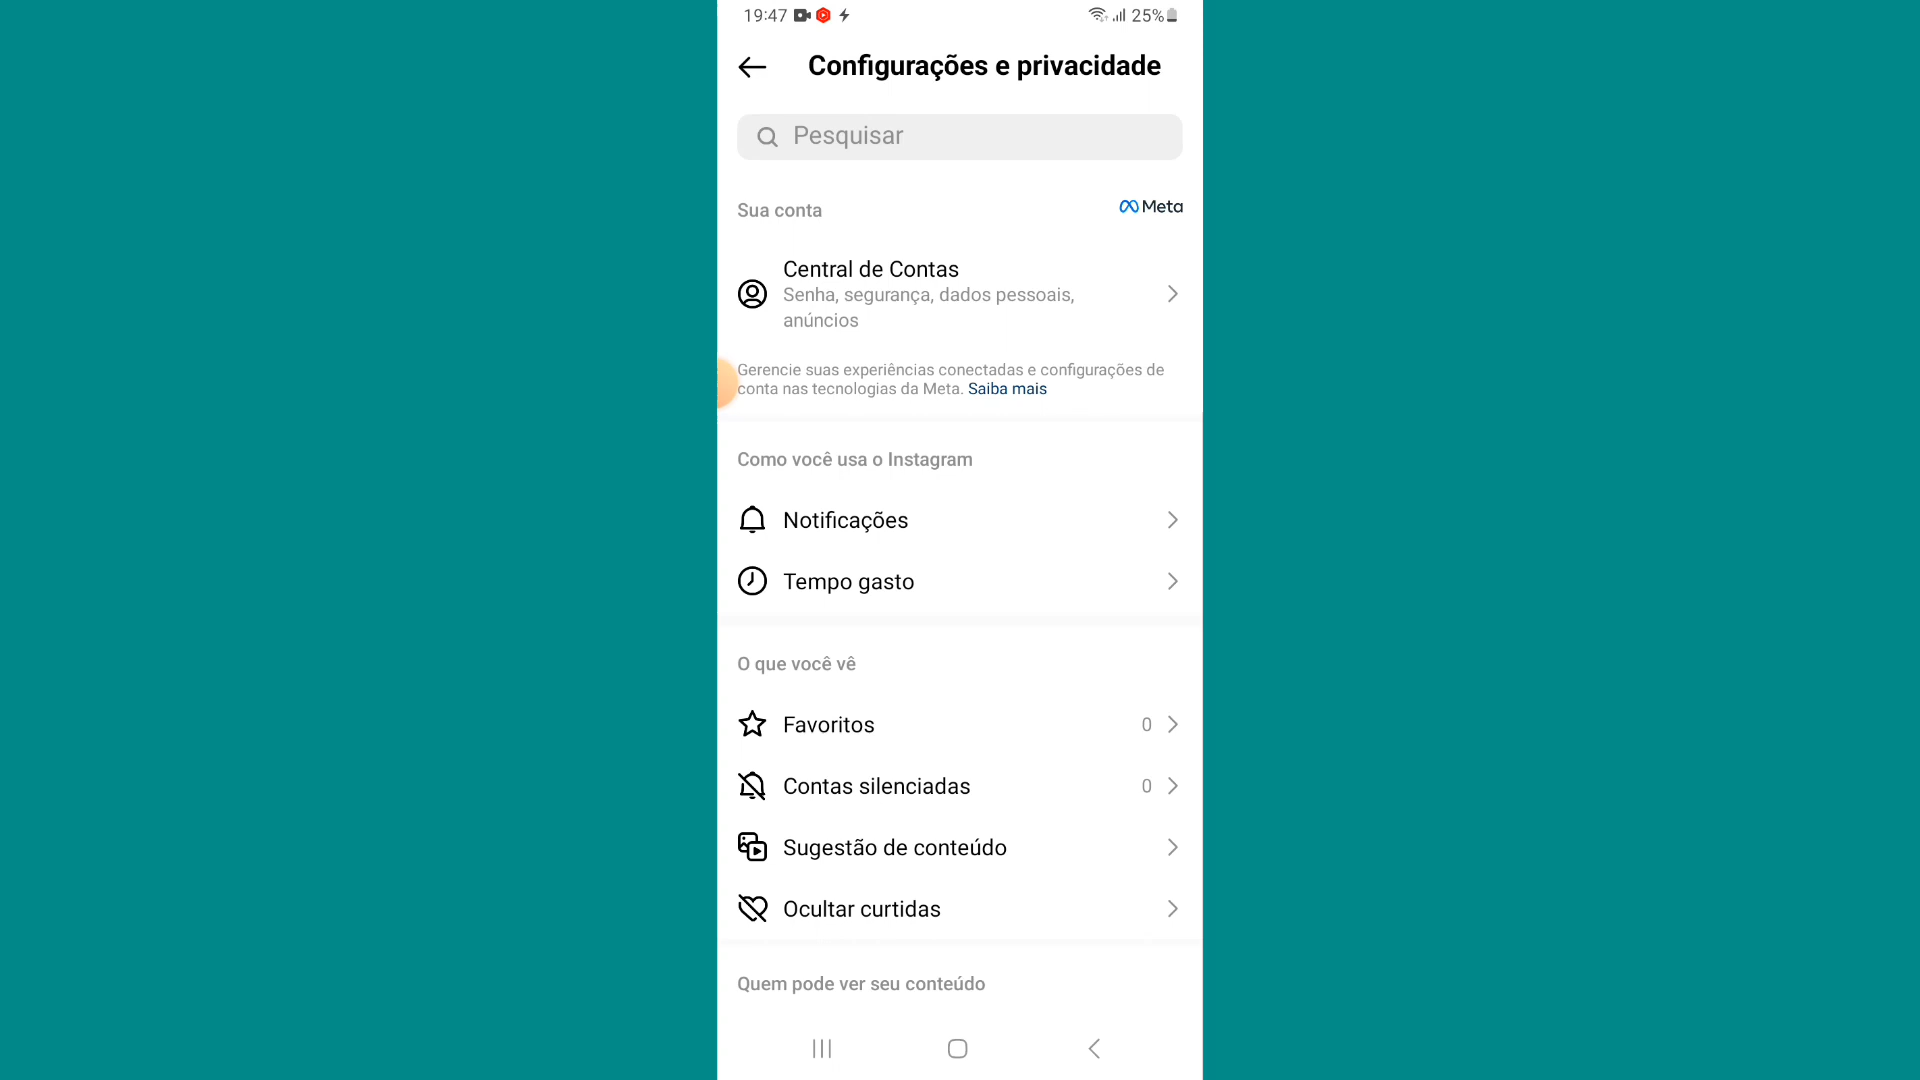 19:47 25%
Configurações e privacidade
Pesquisar
Sua conta
Meta
Central de Contas
Senha, segurança, dados pessoais,
anúncios
Gerencie suas experiências conectadas e configurações de
conta nas tecnologias da Meta. Saiba mais
Como você usa o Instagram
Notificações
Tempo gasto
O que você vê
Favoritos 0
Contas silenciadas 0
Sugestão de conteúdo
Ocultar curtidas
Quem pode ver seu conteúdo